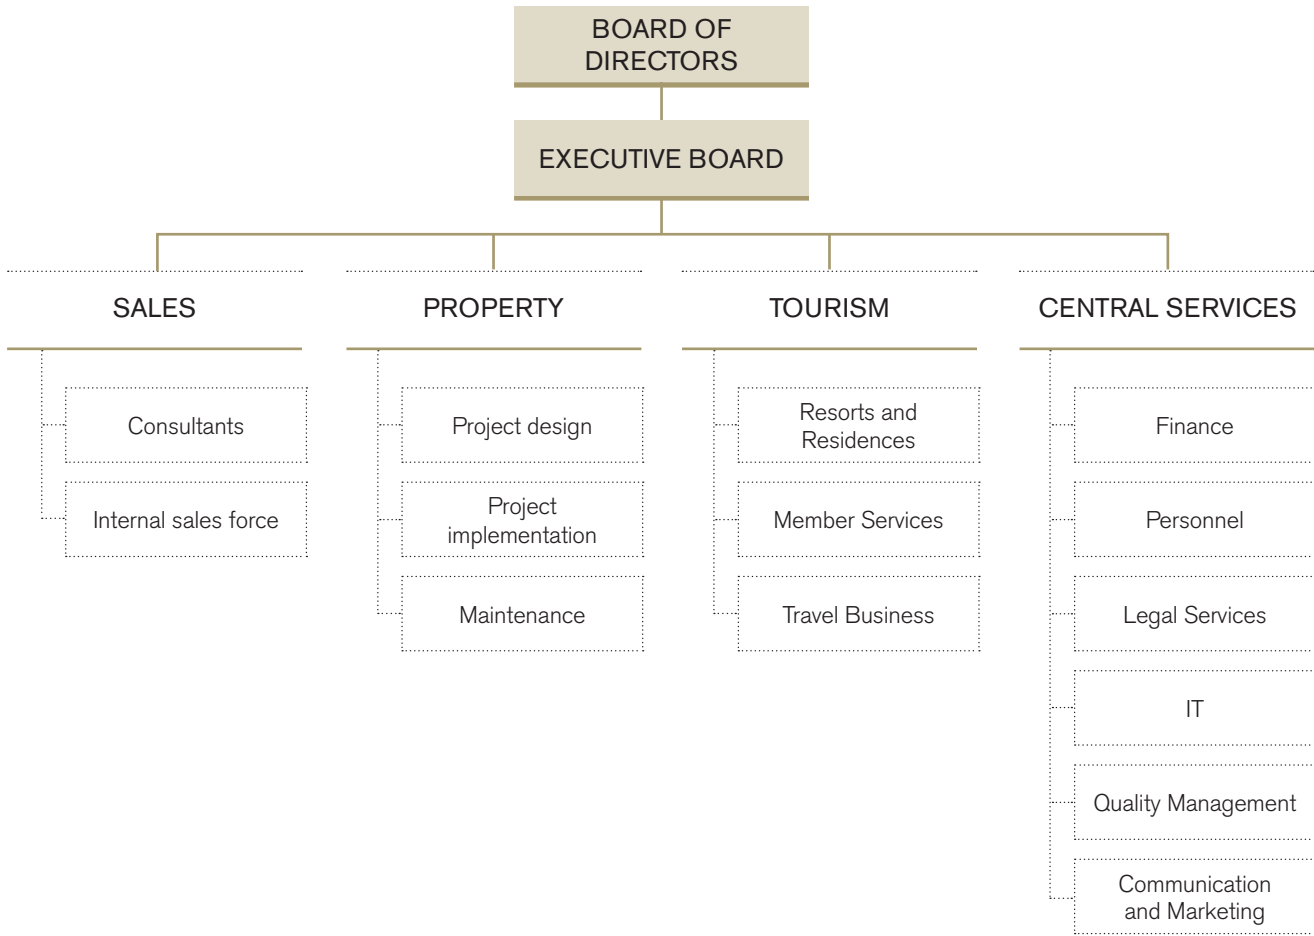 BOARD OF
DIRECTORS
EXECUTIVE BOARD
SALES
Consultants
Internal sales force
PROPERTY
Project design
Project
implementation
Maintenance
TOURISM
Resorts and
Residences
Member Services
Travel Business
CENTRAL SERVICES
Finance
Personnel
Legal Services
IT
Quality Management
Communication
and Marketing